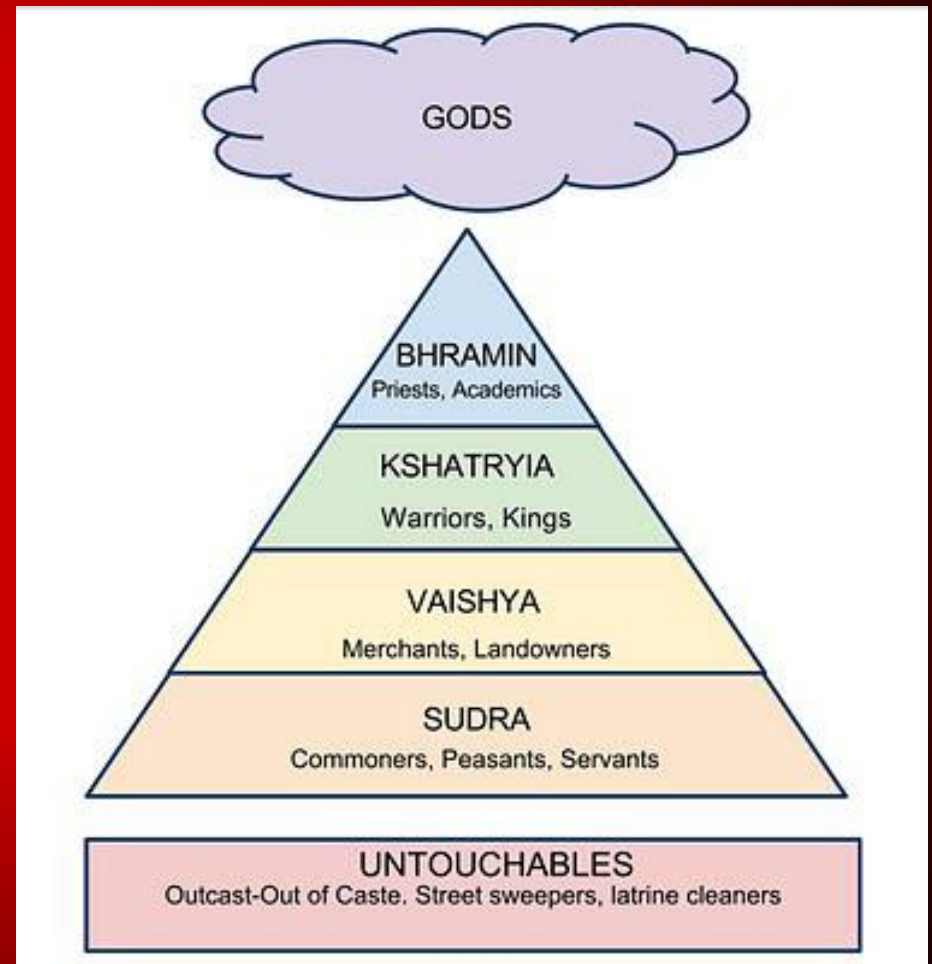 GODS
BHRAMIN
Priests, Academics
KSHATRYIA
Warriors, Kings
VAISHYA
Merchants, Landowners
SUDRA
Commoners, Peasants, Servants
UNTOUCHABLES
Outcast-Out of Caste. Street sweepers, latrine cleaners